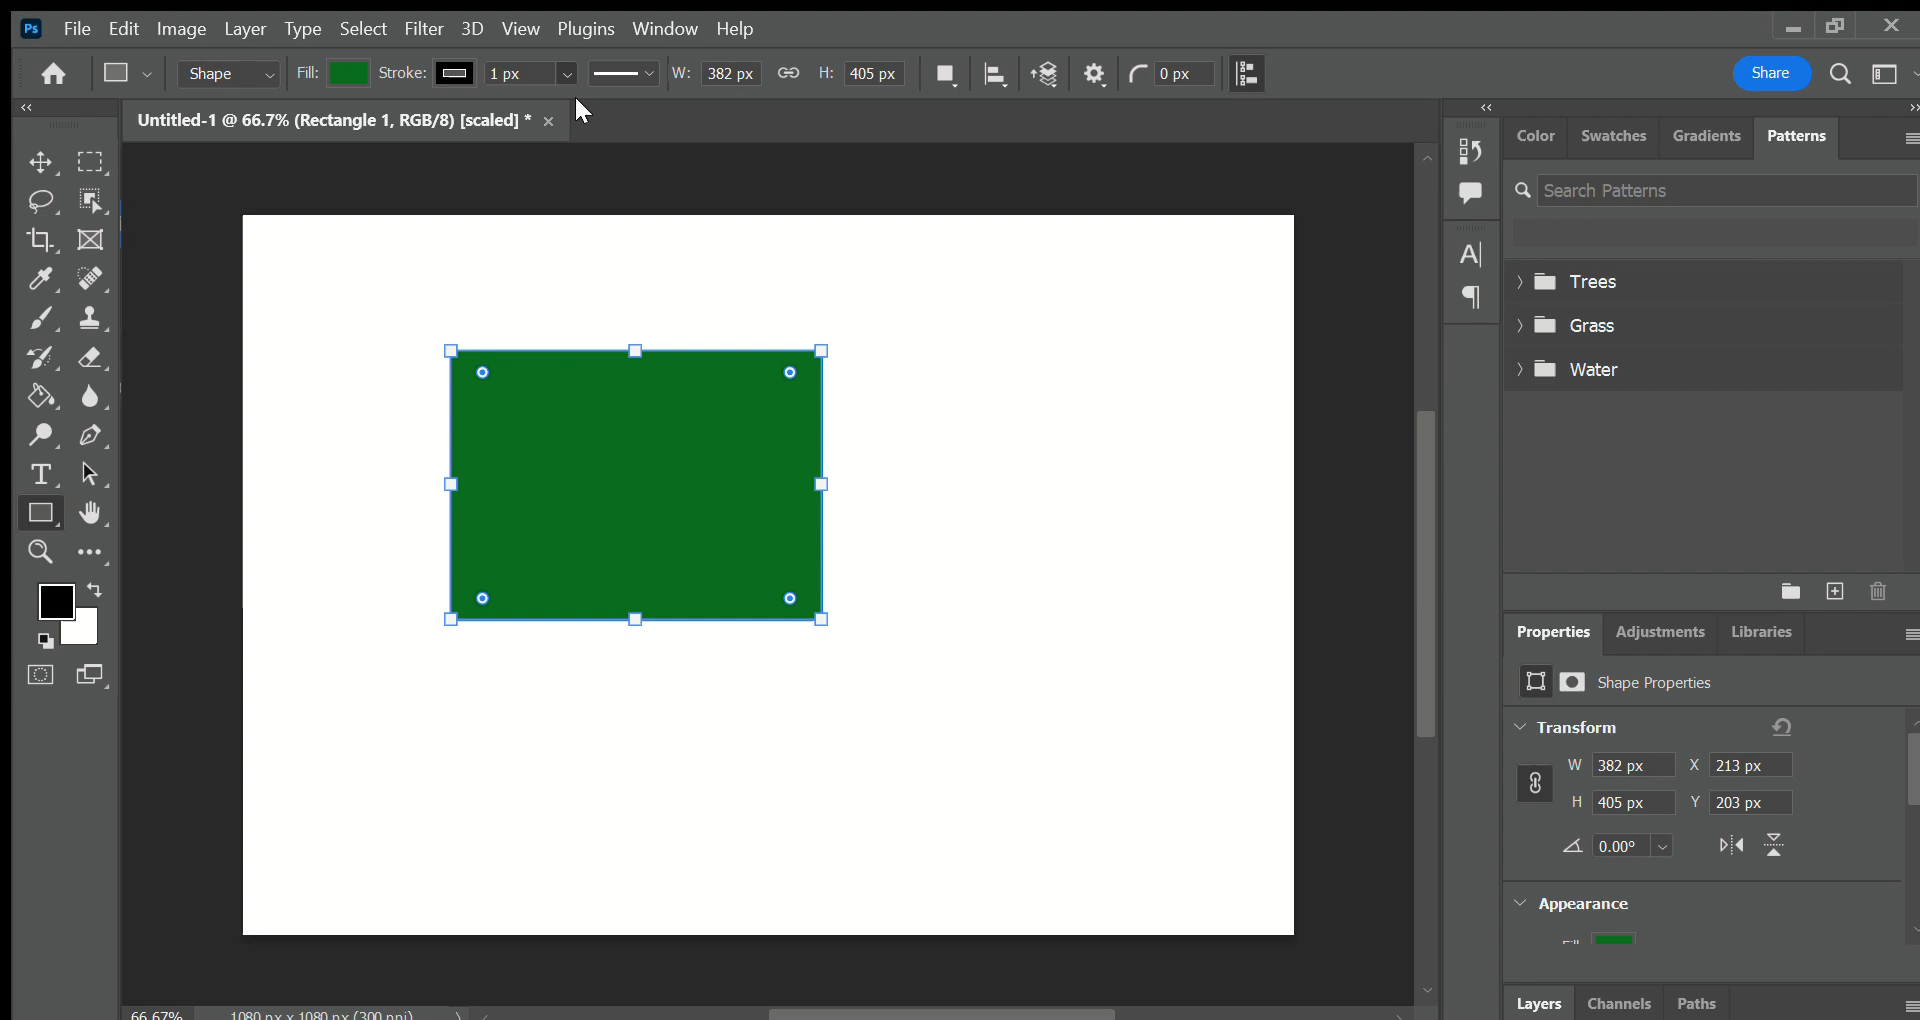 Ps File Edit Image Layer Type Select Filter 3D View Plugins Window Help
Shape Fill: Stroke: 1 px W: 382 px H: 405 px 0 px Share
Untitled-1 @ 66.7% (Rectangle 1, RGB/8) [scaled] *
Color Swatches Gradients Patterns
Search Patterns
Trees
Grass
Water
Properties Adjustments Libraries
Shape Properties
Transform
W 382 px X 213 px
H 405 px Y 203 px
0.00°
Appearance
Fill
Layers Channels Paths
66.67% 1080 px x 1080 px (300 ppi)